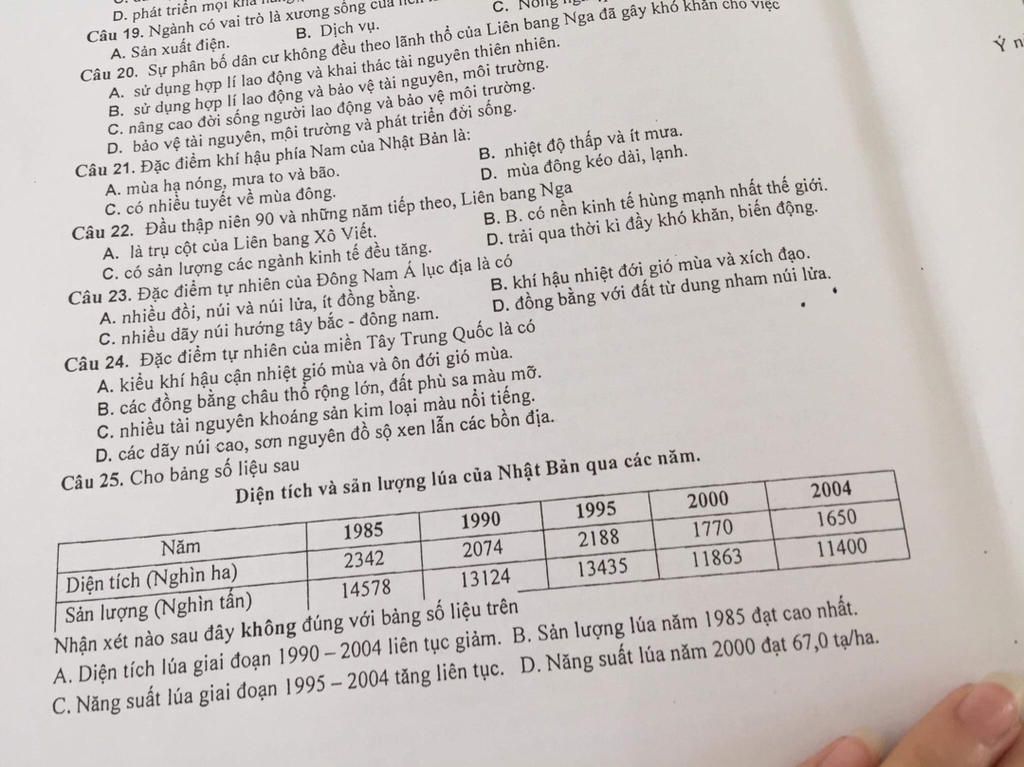 D. phát triển mọi khả
Câu 19. Ngành có vai trò là xương sống của
A. Sản xuất điện. B. Dịch vụ. C. Nông
Câu 20. Sự phân bố dân cư không đều theo lãnh thổ của Liên bang Nga đã gây khó khăn cho việc
A. sử dụng hợp lí lao động và khai thác tài nguyên thiên nhiên.
B. sử dụng hợp lí lao động và bảo vệ tài nguyên, môi trường.
C. nâng cao đời sống người lao động và bảo vệ môi trường.
D. bảo vệ tài nguyên, môi trường và phát triển đời sống.
Câu 21. Đặc điểm khí hậu phía Nam của Nhật Bản là:
A. mùa hạ nóng, mưa to và bão. B. nhiệt độ thấp và ít mưa.
C. có nhiều tuyết về mùa đông. D. mùa đông kéo dài, lạnh.
Câu 22. Đầu thập niên 90 và những năm tiếp theo, Liên bang Nga
A. là trụ cột của Liên bang Xô Viết. B. B. có nền kinh tế hùng mạnh nhất thế giới.
C. có sản lượng các ngành kinh tế đều tăng. D. trải qua thời kì đầy khó khăn, biến động.
Câu 23. Đặc điểm tự nhiên của Đông Nam Á lục địa là có
A. nhiều đồi, núi và núi lửa, ít đồng bằng. B. khí hậu nhiệt đới gió mùa và xích đạo.
C. nhiều dãy núi hướng tây bắc - đông nam. D. đồng bằng với đất từ dung nham núi lửa.
Câu 24. Đặc điểm tự nhiên của miền Tây Trung Quốc là có
A. kiểu khí hậu cận nhiệt gió mùa và ôn đới gió mùa.
B. các đồng bằng châu thổ rộng lớn, đất phù sa màu mỡ.
C. nhiều tài nguyên khoáng sản kim loại màu nổi tiếng.
D. các dãy núi cao, sơn nguyên đồ sộ xen lẫn các bồn địa.
Câu 25. Cho bảng số liệu sau
Diện tích và sản lượng lúa của Nhật Bản qua các năm.
Năm 1985 1990 1995 2000 2004
Diện tích (Nghìn ha) 2342 2074 2188 1770 1650
Sản lượng (Nghìn tấn) 14578 13124 13435 11863 11400
Nhận xét nào sau đây không đúng với bảng số liệu trên
A. Diện tích lúa giai đoạn 1990 – 2004 liên tục giảm. B. Sản lượng lúa năm 1985 đạt cao nhất.
C. Năng suất lúa giai đoạn 1995 – 2004 tăng liên tục. D. Năng suất lúa năm 2000 đạt 67,0 tạ/ha.
Ý